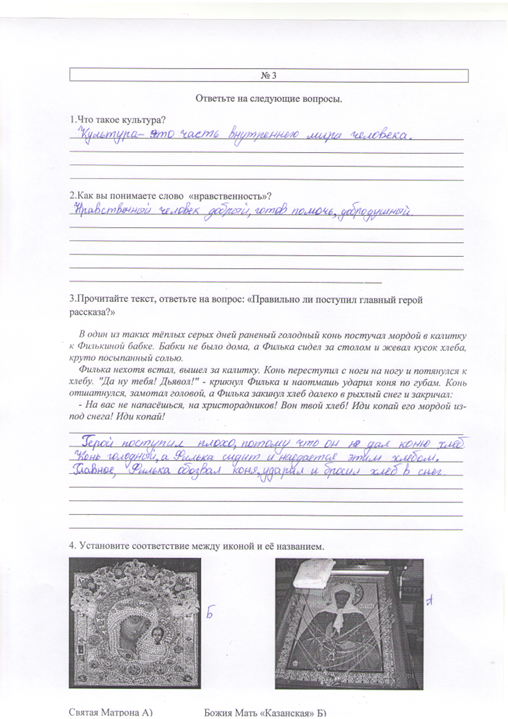 № 3
Ответьте на следующие вопросы.
1.Что такое культура?
Культура – это часть внутреннего мира человека.
2.Как вы понимаете слово «нравственность»?
Нравственной человек доброй, готов помочь, добродушной
3.Прочитайте текст, ответьте на вопрос: «Правильно ли поступил главный герой
рассказа?»
В один из таких тёплых серых дней раненый голодный конь постучал мордой в калитку
к Филькиной бабке. Бабки не было дома, а Филька сидел за столом и жевал кусок хлеба,
круто посыпанный солью.
Филька нехотя встал, вышел за калитку. Конь переступил с ноги на ногу и потянулся к
хлебу. "Да ну тебя! Дьявол!" - крикнул Филька и наотмашь ударил коня по губам. Конь
отшатнулся, замотал головой, а Филька закинул хлеб далеко в рыхлый снег и закричал:
- На вас не напасёшься, на христорадников! Вон твой хлеб! Иди копай его мордой из-
под снега! Иди копай!
Герой поступил плохо, потому что он не дал коню хлеб
Конь голодной, а Филька сидит и наедается этим хлебом.
Главное, Филька обозвал коня, ударил и бросил хлеб в снег
4. Установите соответствие между иконой и её названием.
Б
А
Святая Матрона А) Божия Мать «Казанская» Б)